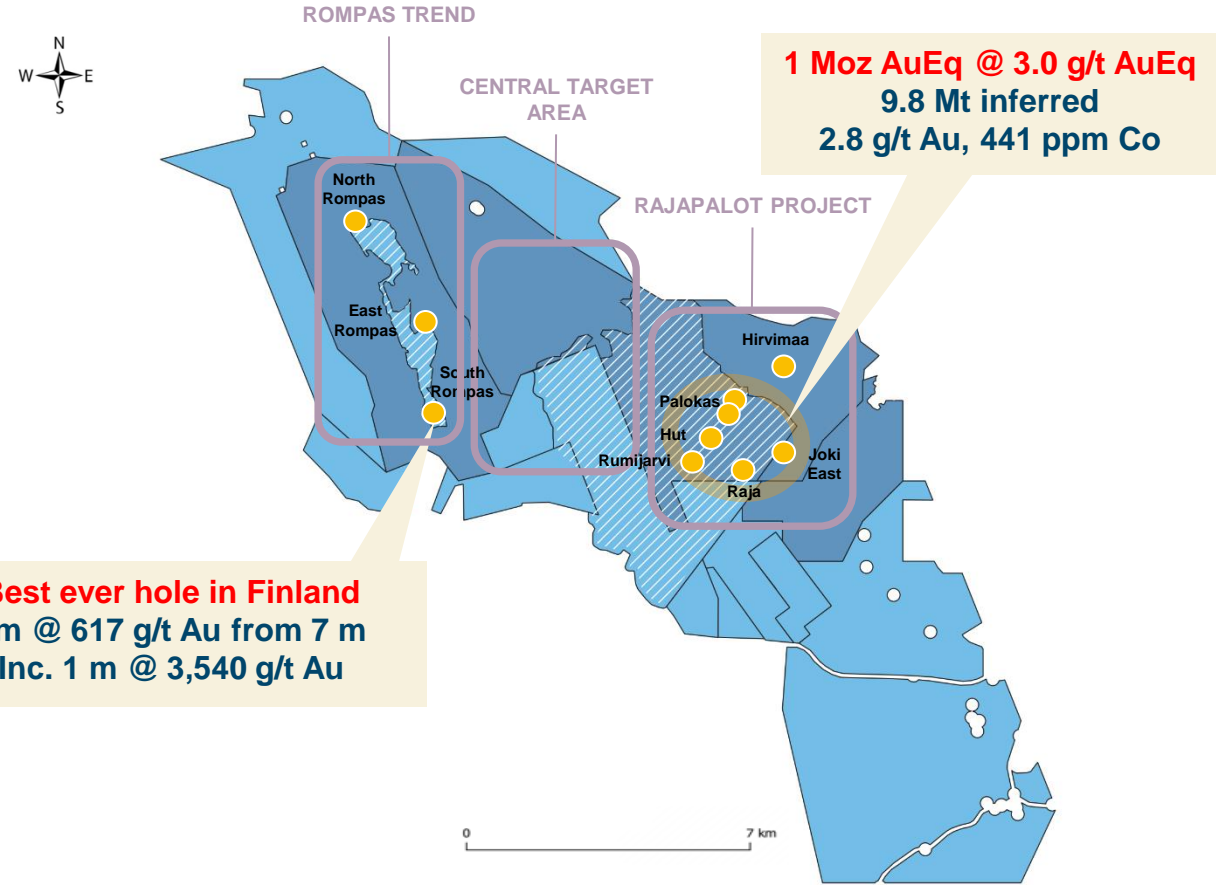 ROMPAS TREND
N
W E
S
CENTRAL TARGET
AREA
1 Moz AuEq @ 3.0 g/t AuEq
9.8 Mt inferred
2.8 g/t Au, 441 ppm Co
RAJAPALOT PROJECT
North
Rompas
East
Rompas
South
Rompas
Hirvimaa
Palokas
Hut
Rumijarvi
Joki
East
Raja
Best ever hole in Finland
m @ 617 g/t Au from 7 m
Inc. 1 m @ 3,540 g/t Au
0 7 km